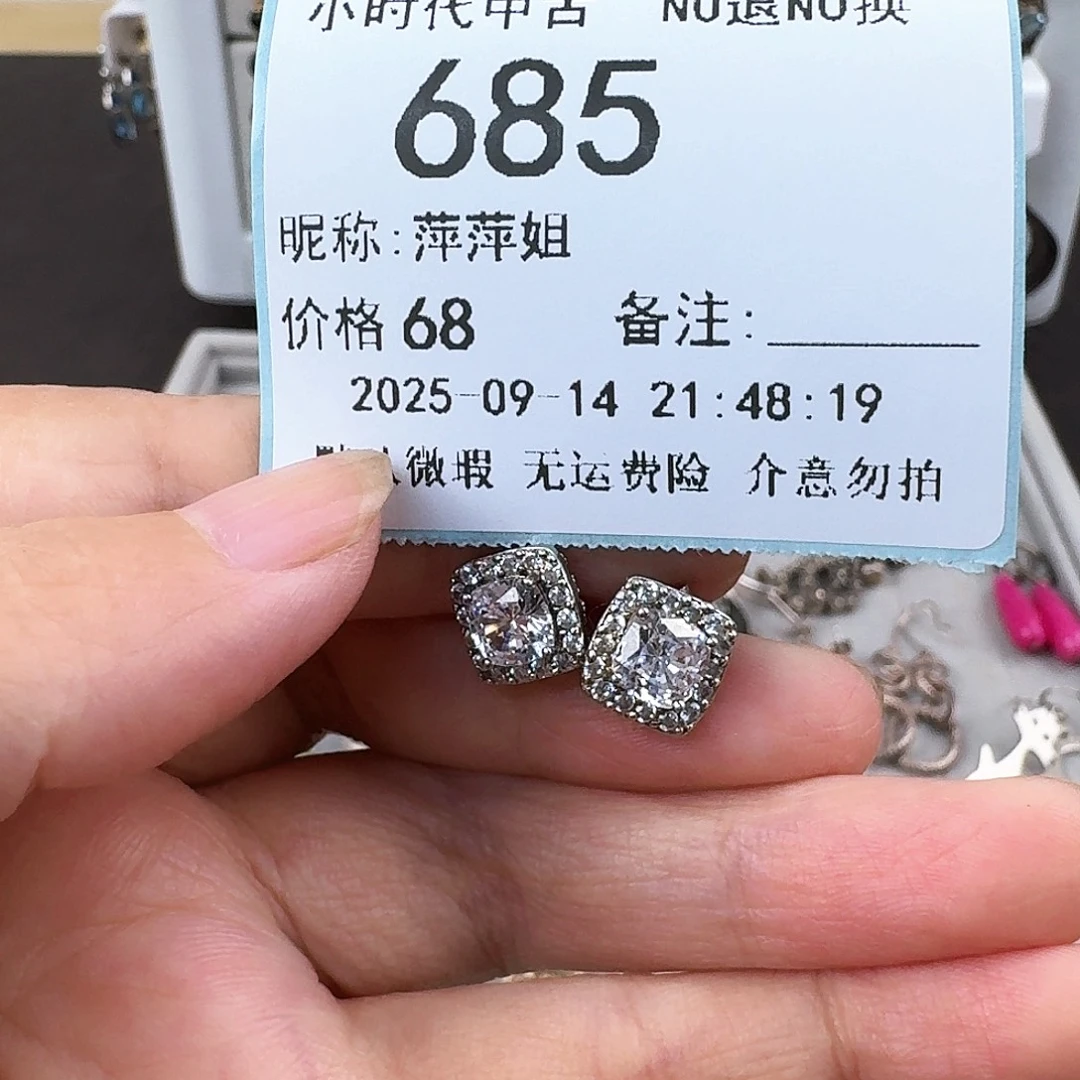 小时代中古 NO退NO换
685
昵称:萍萍姐
价格 68 备注:
2025-09-14 21:48:19
微瑕 无运费险 介意勿拍